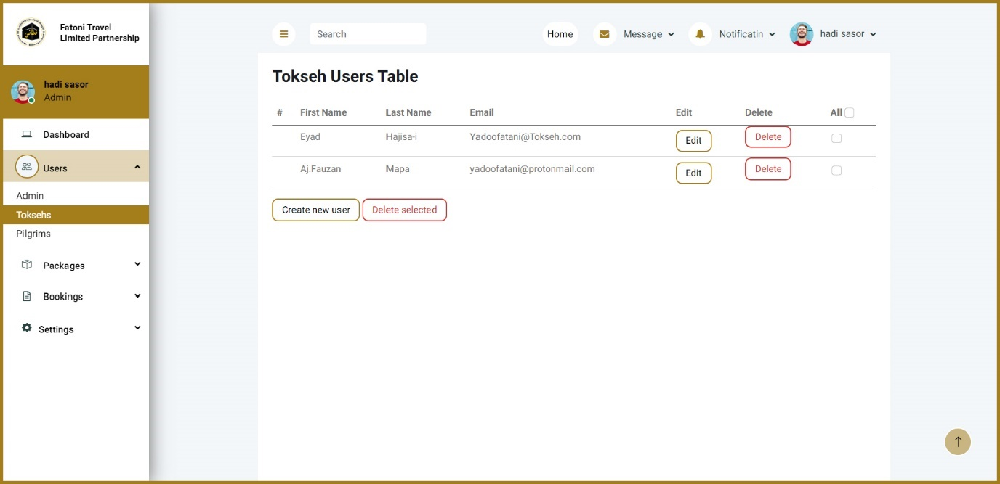 Fatoni Travel
Limited Partnership
hadi sasor
Admin
Dashboard
Users
Admin
Toksehs
Pilgrims
Packages
Bookings
Settings
Search
Home
Message
Notificatin
hadi sasor
Tokseh Users Table
# First Name Last Name Email Edit Delete All
Eyad Hajisa-i Yadoofatani@Tokseh.com Edit Delete
Aj.Fauzan Mapa yadoofatani@protonmail.com Edit Delete
Create new user Delete selected